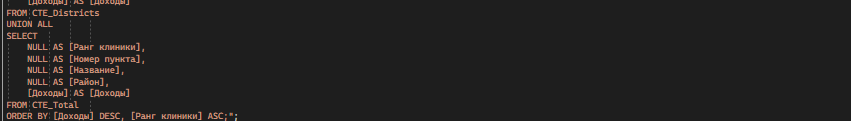 [Доходы] AS [Доходы]
FROM CTE_Districts
UNION ALL
SELECT
NULL AS [Ранг клиники],
NULL AS [Номер пункта],
NULL AS [Название],
NULL AS [Район],
[Доходы] AS [Доходы]
FROM CTE_Total
ORDER BY [Доходы] DESC, [Ранг клиники] ASC;";